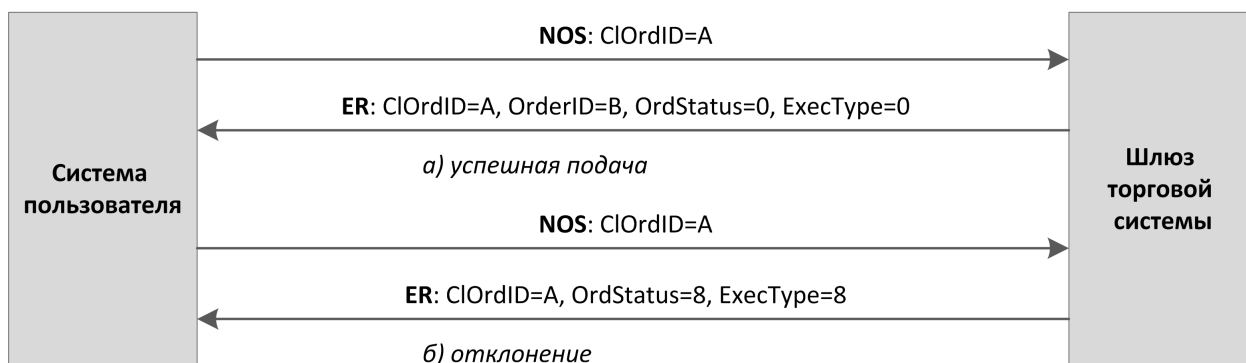 NOS: ClOrdID=A
ER: ClOrdID=A, OrderID=B, OrdStatus=0, ExecType=0
а) успешная подача
Система
пользователя
Шлюз
торговой
системы
NOS: ClOrdID=A
ER: ClOrdID=A, OrdStatus=8, ExecType=8
б) отклонение